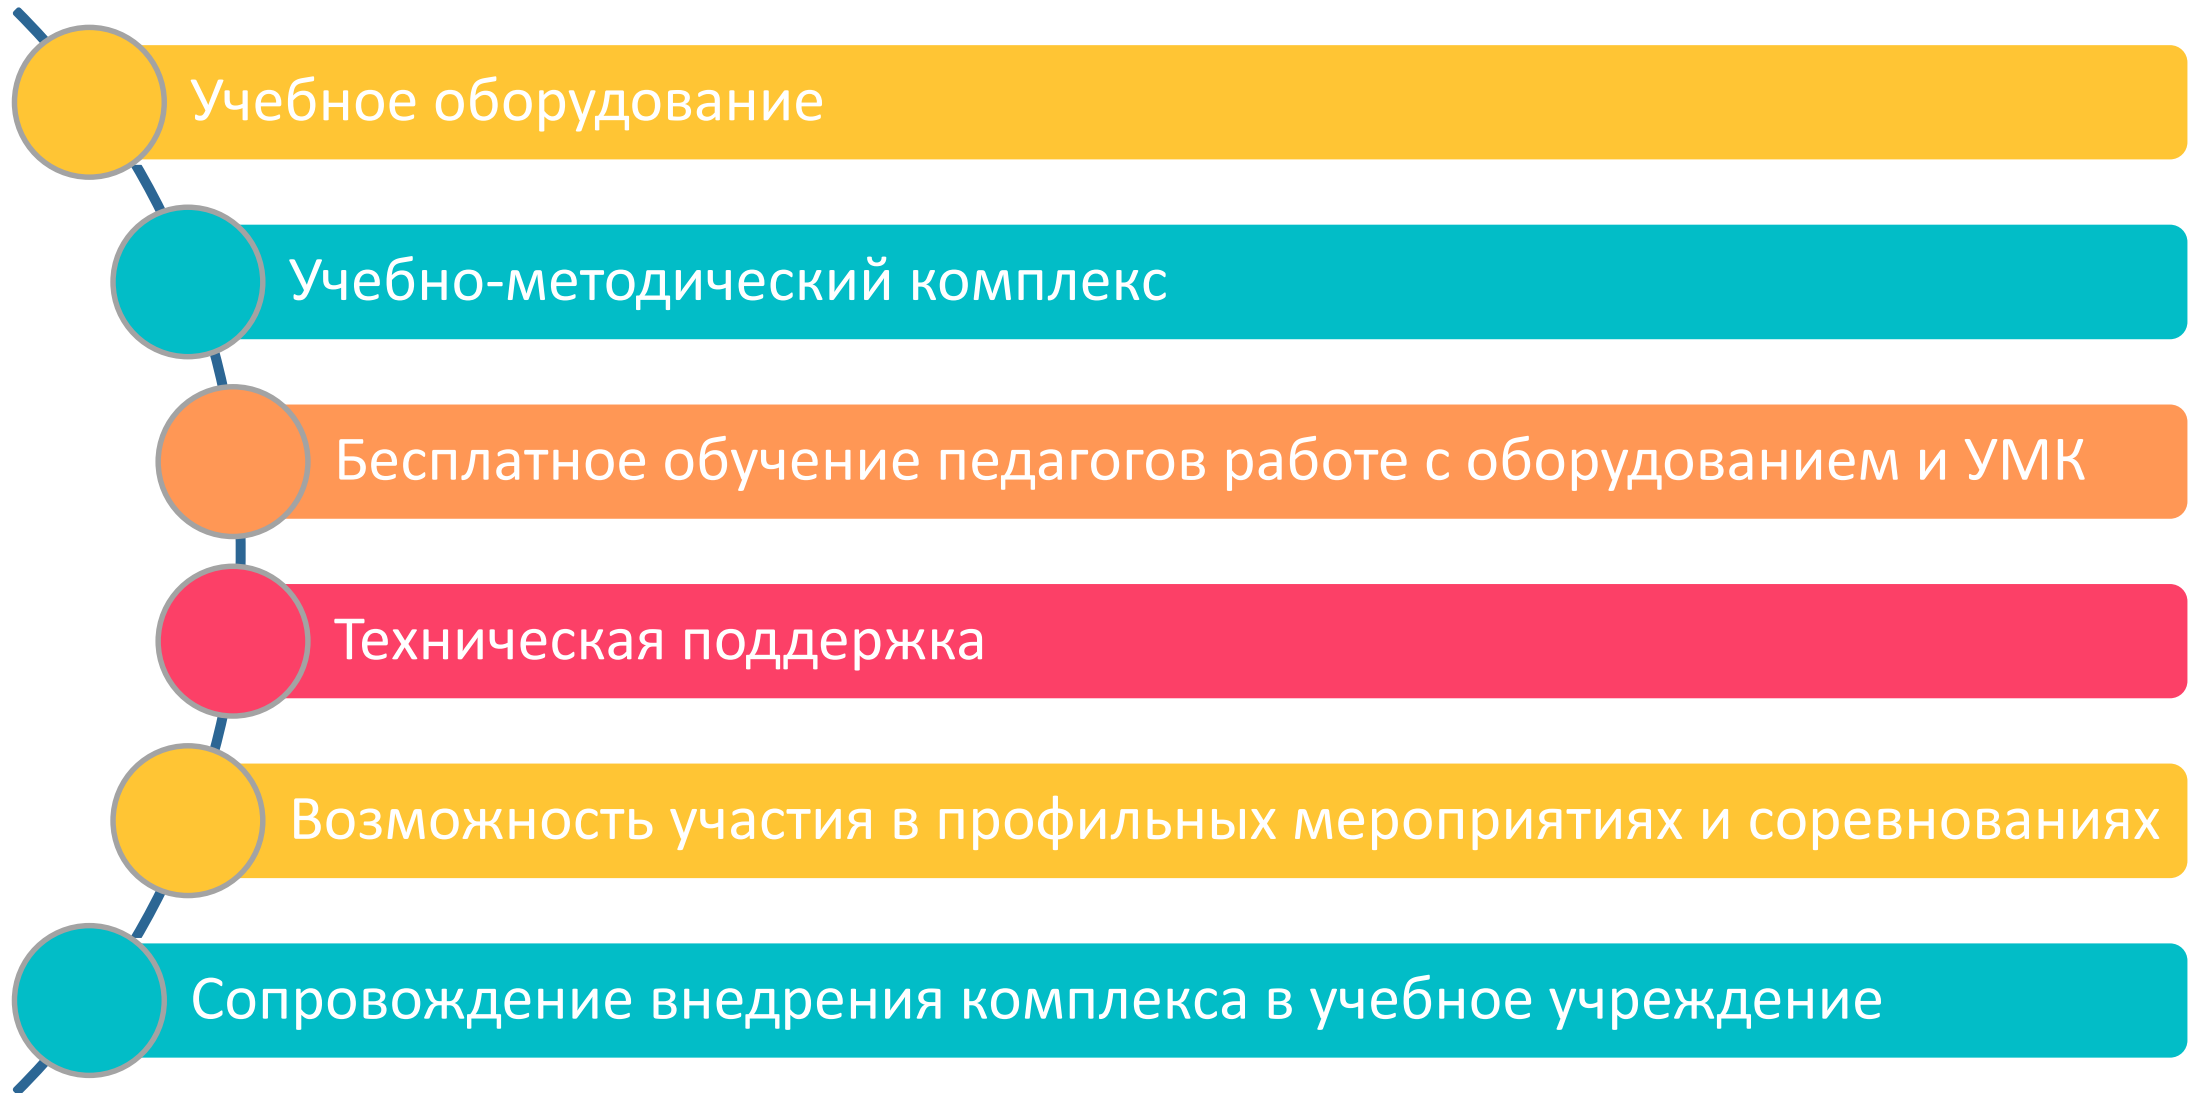 Учебное оборудование
Учебно-методический комплекс
Бесплатное обучение педагогов работе с оборудованием и УМК
Техническая поддержка
Возможность участия в профильных мероприятиях и соревнованиях
Сопровождение внедрения комплекса в учебное учреждение